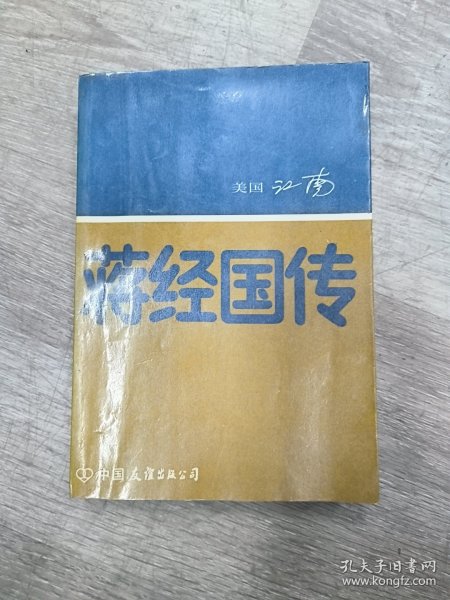 美国 江南
蒋经国传
中国友谊出版公司
孔夫子旧书网
www.kongfz.com